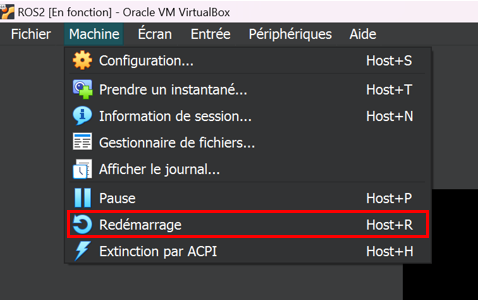 ROS2 [En fonction] - Oracle VM VirtualBox
Fichier Machine Écran Entrée Périphériques Aide
Configuration... Host+S
Prendre un instantané... Host+T
Information de session... Host+N
Gestionnaire de fichiers...
Afficher le journal...
Pause Host+P
Redémarrage Host+R
Extinction par ACPI Host+H